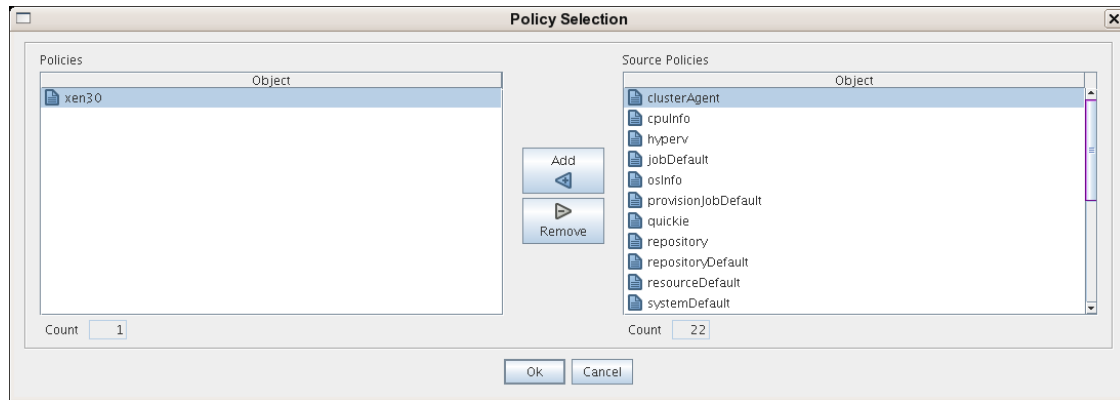 Policy Selection
Policies
Object
xen30
Count 1
Add
Remove
Source Policies
Object
clusterAgent
cpuInfo
hyperv
jobDefault
osInfo
provisionJobDefault
quickie
repository
repositoryDefault
resourceDefault
systemDefault
Count 22
Ok
Cancel